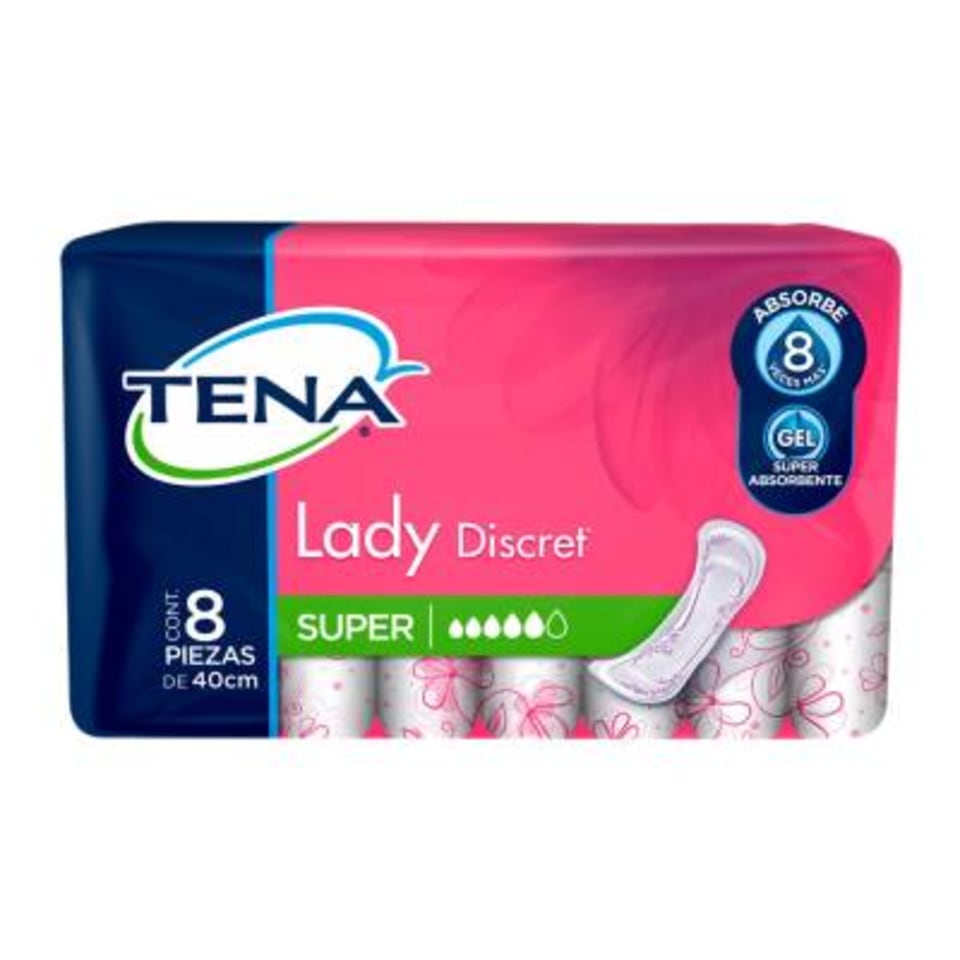 TENA
Lady Discret
SUPER
CONT. 8
PIEZAS
DE 40cm
ABSORBE
8
VECES MÁS
GEL
SUPER
ABSORBENTE